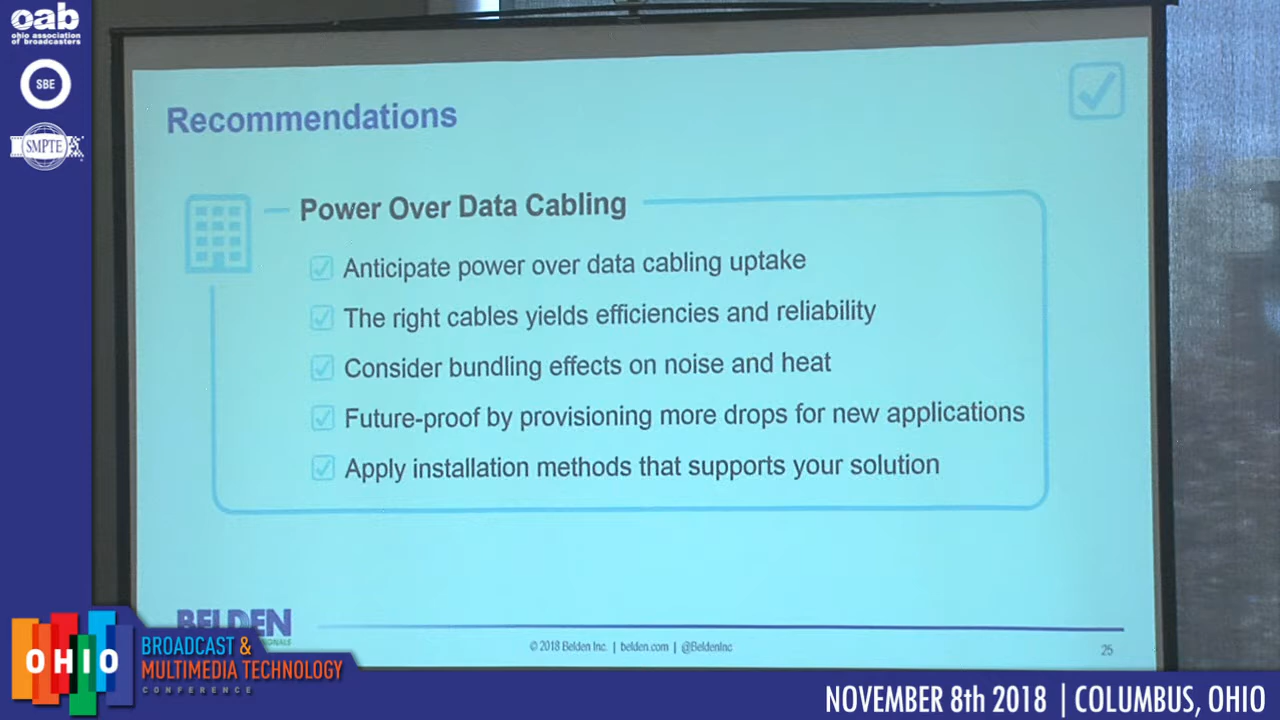 oab
ohio association
of broadcasters
SBE
SMPTE
Recommendations
Power Over Data Cabling
Anticipate power over data cabling uptake
The right cables yields efficiencies and reliability
Consider bundling effects on noise and heat
Future-proof by provisioning more drops for new applications
Apply installation methods that supports your solution
BELDEN
© 2018 Belden Inc. | belden.com | @BeldenInc
25
OHIO
BROADCAST &
MULTIMEDIA TECHNOLOGY
CONFERENCE
NOVEMBER 8th 2018 | COLUMBUS, OHIO